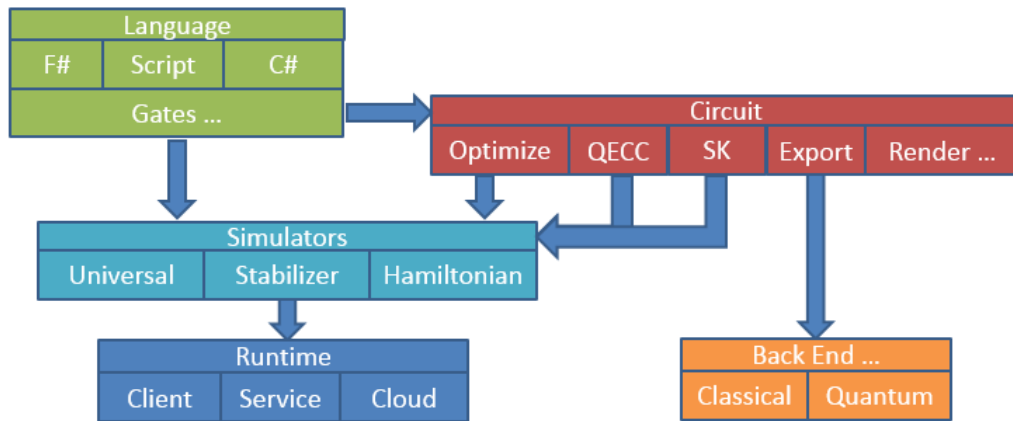 Language
F# Script C#
Gates ...
Circuit
Optimize QECC SK Export Render ...
Simulators
Universal Stabilizer Hamiltonian
Runtime
Client Service Cloud
Back End ...
Classical Quantum